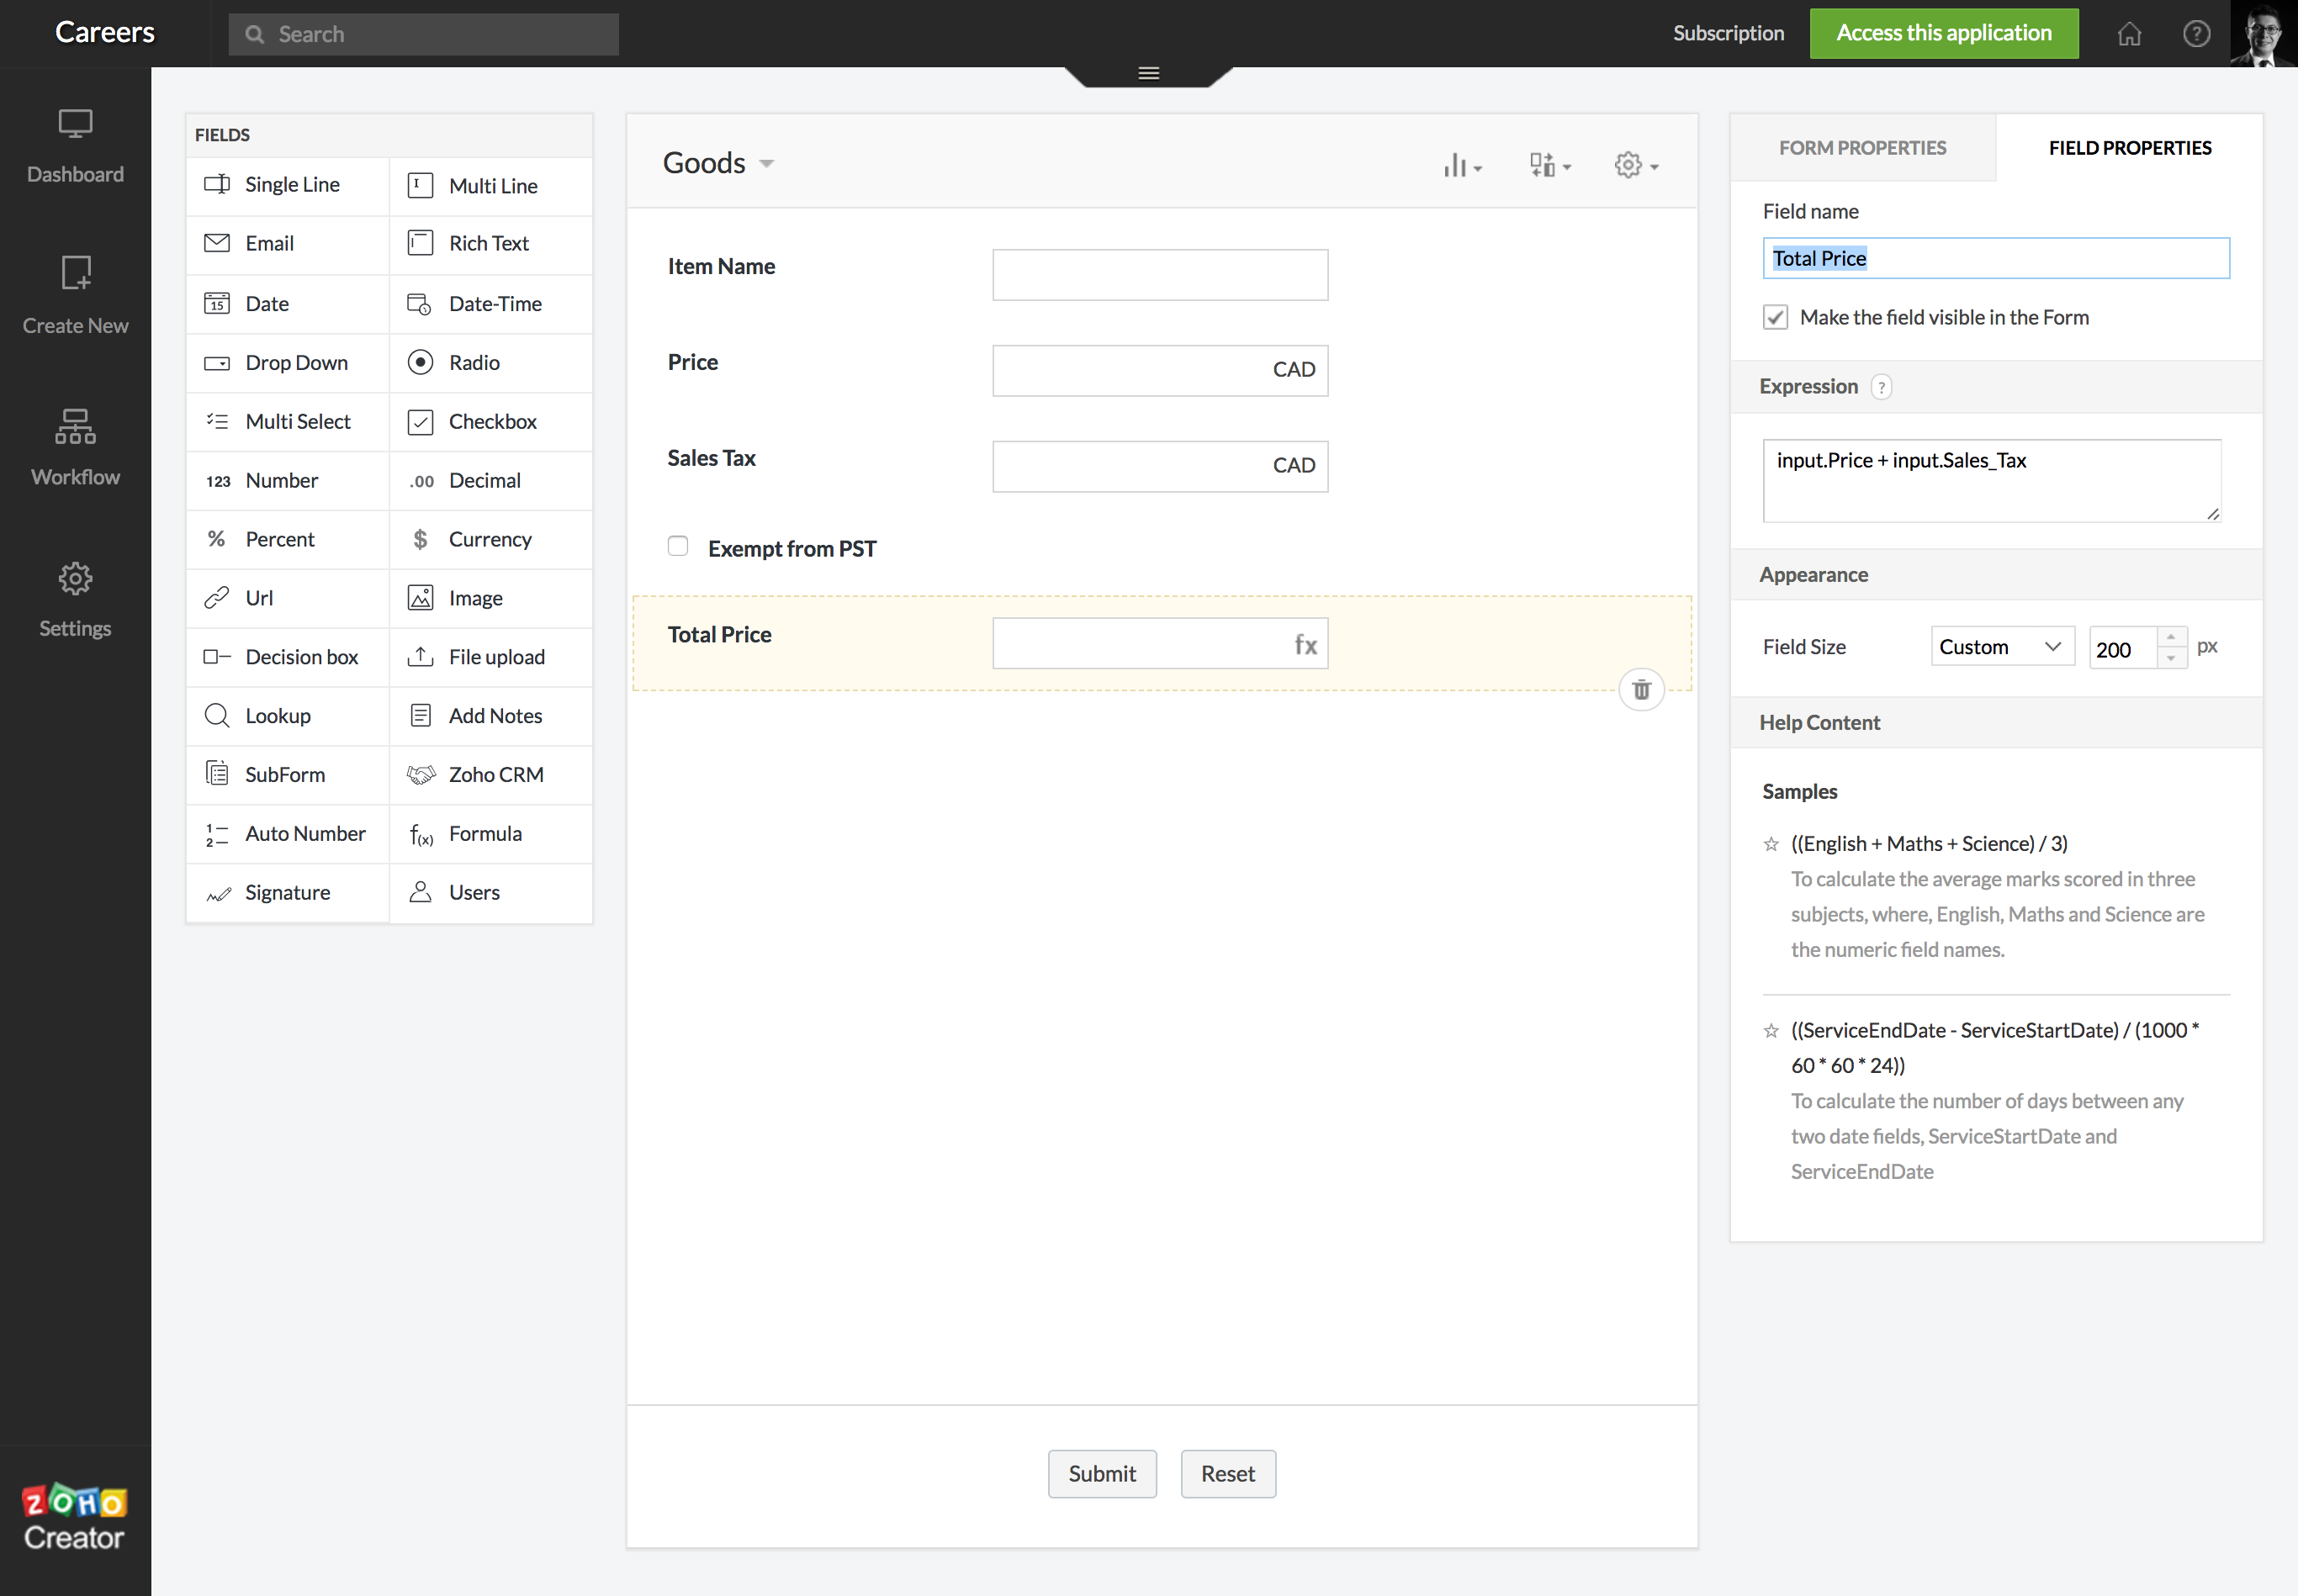 Careers
Search
Subscription
Access this application
?
Dashboard
Create New
Workflow
Settings
ZOHO
Creator
FIELDS
Single Line
Multi Line
Email
Rich Text
15
Date
Date-Time
Drop Down
Radio
Multi Select
Checkbox
123 Number
.00 Decimal
% Percent
$ Currency
Url
Image
Decision box
File upload
Lookup
Add Notes
SubForm
Zoho CRM
1
2
Auto Number
f(x) Formula
Signature
Users
Goods
Item Name
Price
CAD
Sales Tax
CAD
Exempt from PST
Total Price
fx
Submit
Reset
FORM PROPERTIES
FIELD PROPERTIES
Field name
Total Price
Make the field visible in the Form
Expression ?
input.Price + input.Sales_Tax
Appearance
Field Size
Custom
200
px
Help Content
Samples
((English + Maths + Science) / 3)
To calculate the average marks scored in three
subjects, where, English, Maths and Science are
the numeric field names.
((ServiceEndDate - ServiceStartDate) / (1000 *
60 * 60 * 24))
To calculate the number of days between any
two date fields, ServiceStartDate and
ServiceEndDate